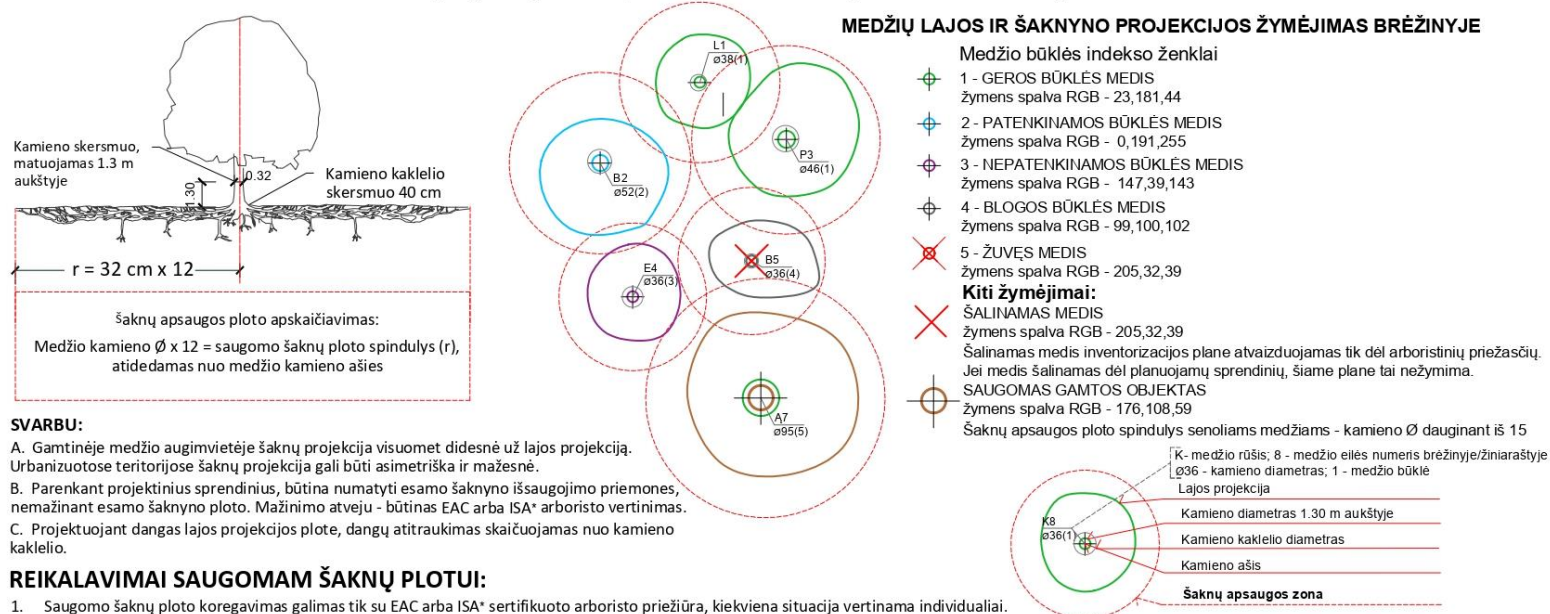 MEDŽIŲ LAJOS IR ŠAKNYNO PROJEKCIJOS ŽYMĖJIMAS BRĖŽINYJE
Kamieno skersmuo,
matuojamas 1.3 m
aukštyje
0.32
1.30
Kamieno kaklelio
skersmuo 40 cm
r = 32 cm x 12
Šaknų apsaugos ploto apskaičiavimas:
Medžio kamieno Ø x 12 = saugomo šaknų ploto spindulys (r),
atidedamas nuo medžio kamieno ašies
L1
ø38(1)
P3
ø46(1)
B2
ø52(2)
B5
ø36(4)
E4
ø36(3)
A7
ø95(5)
Medžio būklės indekso ženklai
1 - GEROS BŪKLĖS MEDIS
žymens spalva RGB - 23,181,44
2 - PATENKINAMOS BŪKLĖS MEDIS
žymens spalva RGB - 0,191,255
3 - NEPATENKINAMOS BŪKLĖS MEDIS
žymens spalva RGB - 147,39,143
4 - BLOGOS BŪKLĖS MEDIS
žymens spalva RGB - 99,100,102
5 - ŽUVĘS MEDIS
žymens spalva RGB - 205,32,39
Kiti žymėjimai:
ŠALINAMAS MEDIS
žymens spalva RGB - 205,32,39
Šalinamas medis inventorizacijos plane atvaizduojamas tik dėl arboristinių priežasčių.
Jei medis šalinamas dėl planuojamų sprendinių, šiame plane tai nežymima.
SAUGOMAS GAMTOS OBJEKTAS
žymens spalva RGB - 176,108,59
Šaknų apsaugos ploto spindulys senoliams medžiams - kamieno Ø dauginant iš 15
K- medžio rūšis; 8 - medžio eilės numeris brėžinyje/žiniaraštyje
Ø36 - kamieno diametras; 1 - medžio būklė
Lajos projekcija
Kamieno diametras 1.30 m aukštyje
Kamieno kaklelio diametras
Kamieno ašis
Šaknų apsaugos zona
K8
ø36(1)
SVARBU:
A. Gamtinėje medžio augimvietėje šaknų projekcija visuomet didesnė už lajos projekciją.
Urbanizuotose teritorijose šaknų projekcija gali būti asimetriška ir mažesnė.
B. Parenkant projektinius sprendinius, būtina numatyti esamo šaknyno išsaugojimo priemones,
nemažinant esamo šaknyno ploto. Mažinimo atveju - būtinas EAC arba ISA* arboristo vertinimas.
C. Projektuojant dangas lajos projekcijos plote, dangų atitraukimas skaičiuojamas nuo kamieno
kaklelio.
REIKALAVIMAI SAUGOMAM ŠAKNŲ PLOTUI:
1. Saugomo šaknų ploto koregavimas galimas tik su EAC arba ISA* sertifikuoto arboristo priežiūra, kiekviena situacija vertinama individualiai.